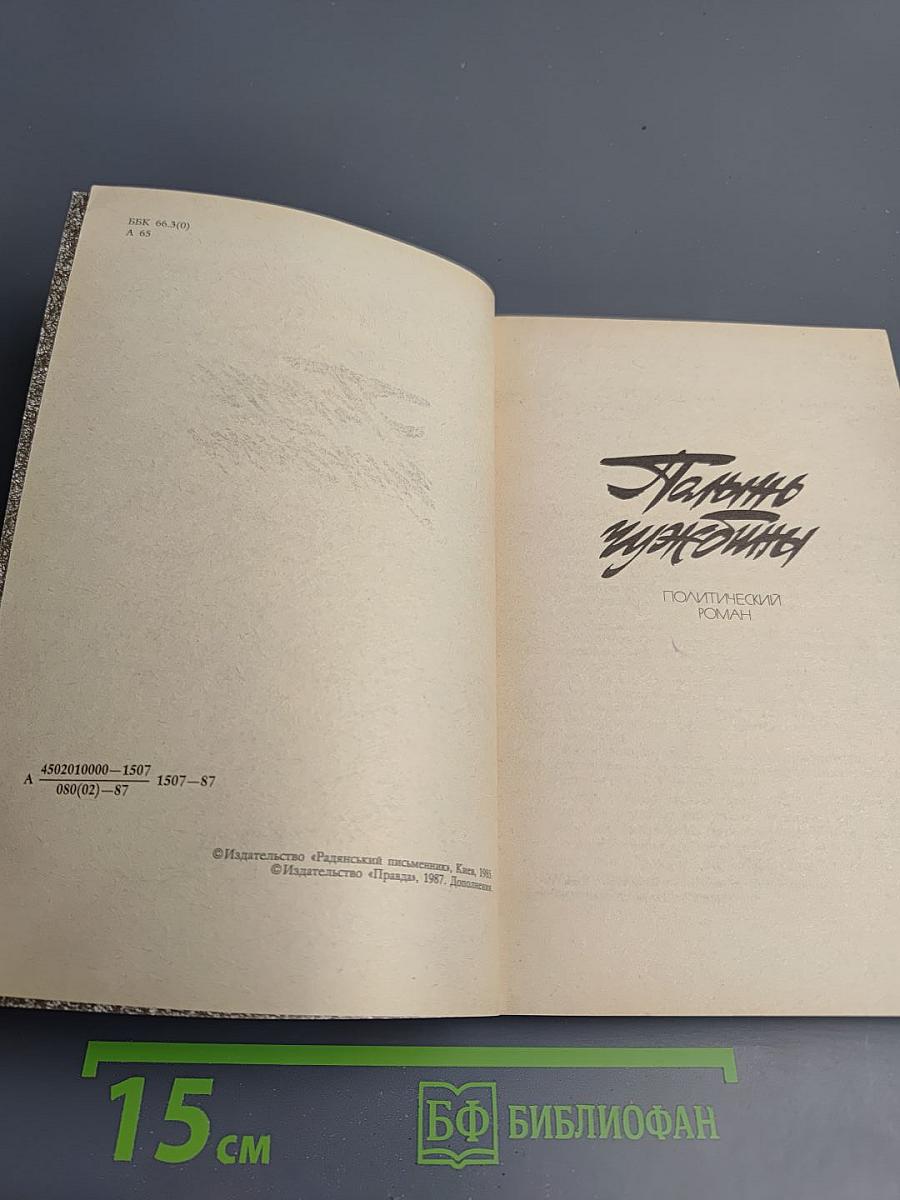 ББК 66.3(0)
А 65
А 4502010000—1507
080(02)—87 1507—87
©Издательство «Радянський письменник», Киев,
©Издательство «Правда», 1987. Дополнения.
Полынь
чужбины
ПОЛИТИЧЕСКИЙ
РОМАН
15 см
БФ БИБЛИОФАН